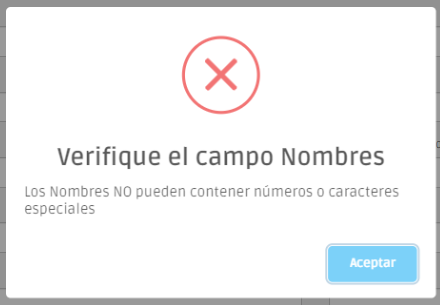 Verifique el campo Nombres
Los Nombres NO pueden contener números o caracteres
especiales
Aceptar